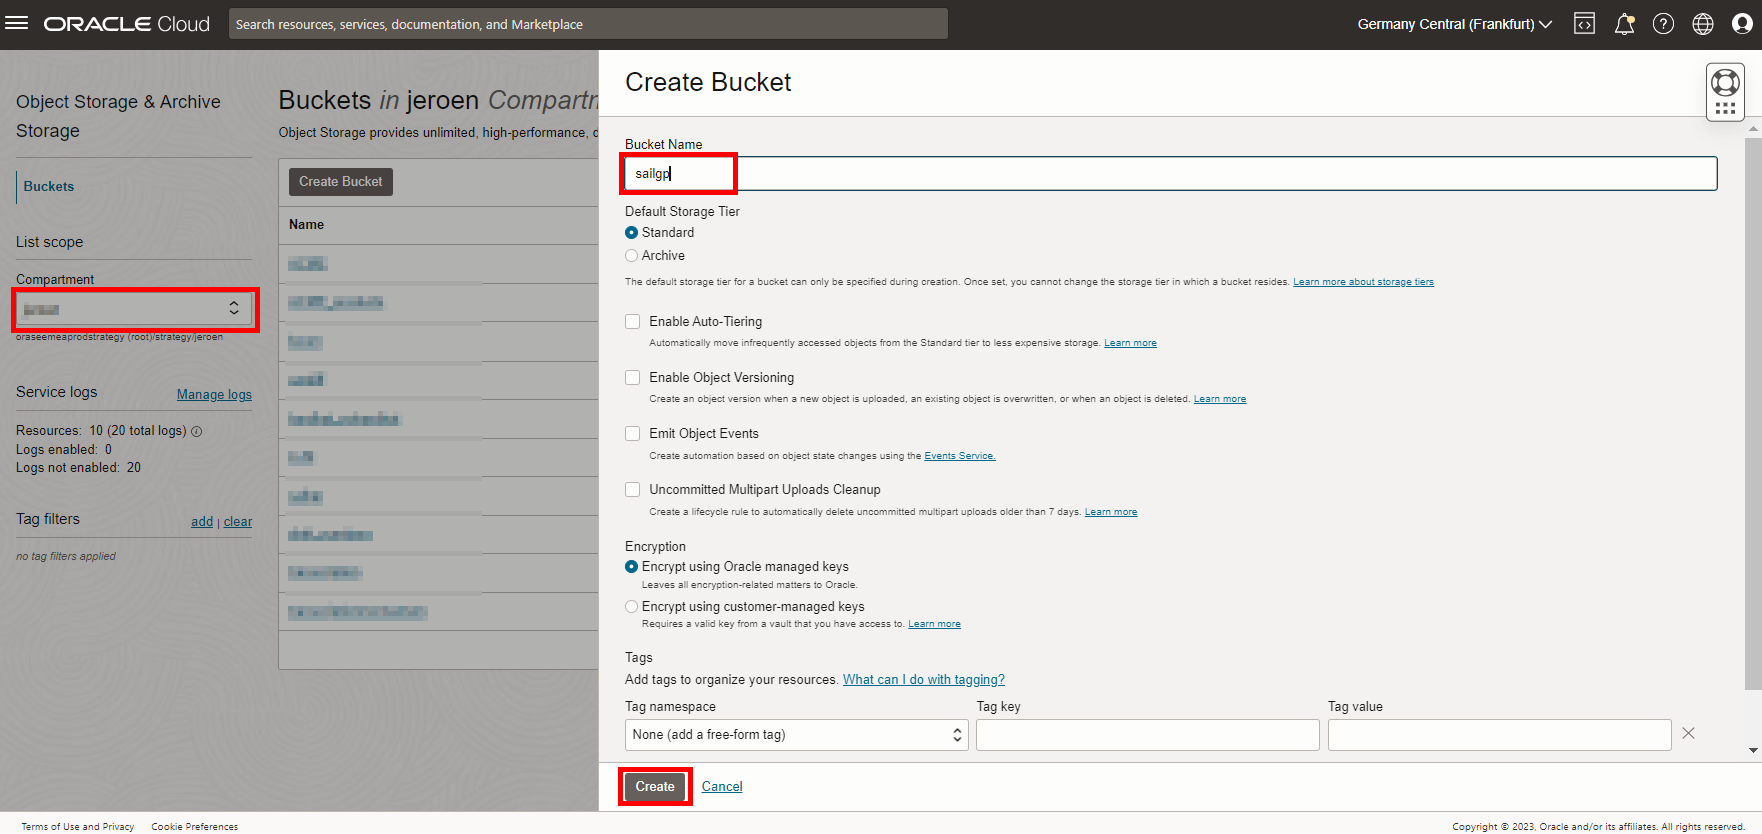 ORACLE Cloud
Search resources, services, documentation, and Marketplace
Germany Central (Frankfurt)
Object Storage & Archive
Storage
Buckets
List scope
Compartment
oraseemeaprodstrategy (root)/strategy/jeroen
Service logs
Manage logs
Resources: 10 (20 total logs)
Logs enabled: 0
Logs not enabled: 20
Tag filters
add | clear
no tag filters applied
Buckets in jeroen Compartm
Object Storage provides unlimited, high-performance, d
Create Bucket
Name
Create Bucket
Bucket Name
sailgp
Default Storage Tier
Standard
Archive
The default storage tier for a bucket can only be specified during creation. Once set, you cannot change the storage tier in which a bucket resides. Learn more about storage tiers
Enable Auto-Tiering
Automatically move infrequently accessed objects from the Standard tier to less expensive storage. Learn more
Enable Object Versioning
Create an object version when a new object is uploaded, an existing object is overwritten, or when an object is deleted. Learn more
Emit Object Events
Create automation based on object state changes using the Events Service.
Uncommitted Multipart Uploads Cleanup
Create a lifecycle rule to automatically delete uncommitted multipart uploads older than 7 days. Learn more
Encryption
Encrypt using Oracle managed keys
Leaves all encryption-related matters to Oracle.
Encrypt using customer-managed keys
Requires a valid key from a vault that you have access to. Learn more
Tags
Add tags to organize your resources. What can I do with tagging?
Tag namespace
Tag key
Tag value
None (add a free-form tag)
Create
Cancel
Terms of Use and Privacy
Cookie Preferences
Copyright © 2023, Oracle and/or its affiliates. All rights reserved.